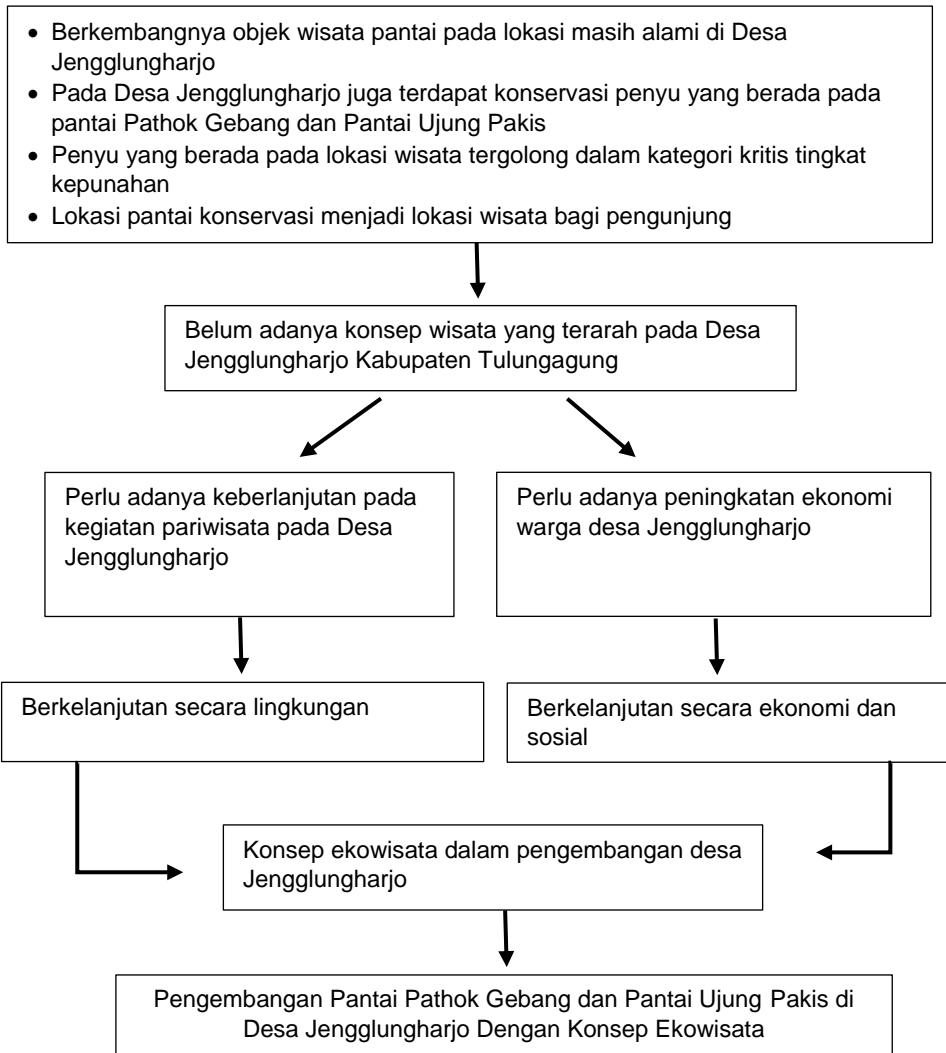 • Berkembangnya objek wisata pantai pada lokasi masih alami di Desa
Jengglungharjo
• Pada Desa Jengglungharjo juga terdapat konservasi penyu yang berada pada
pantai Pathok Gebang dan Pantai Ujung Pakis
• Penyu yang berada pada lokasi wisata tergolong dalam kategori kritis tingkat
kepunahan
• Lokasi pantai konservasi menjadi lokasi wisata bagi pengunjung
Belum adanya konsep wisata yang terarah pada Desa
Jengglungharjo Kabupaten Tulungagung
Perlu adanya keberlanjutan pada
kegiatan pariwisata pada Desa
Jengglungharjo
Perlu adanya peningkatan ekonomi
warga desa Jengglungharjo
Berkelanjutan secara lingkungan
Berkelanjutan secara ekonomi dan
sosial
Konsep ekowisata dalam pengembangan desa
Jengglungharjo
Pengembangan Pantai Pathok Gebang dan Pantai Ujung Pakis di
Desa Jengglungharjo Dengan Konsep Ekowisata